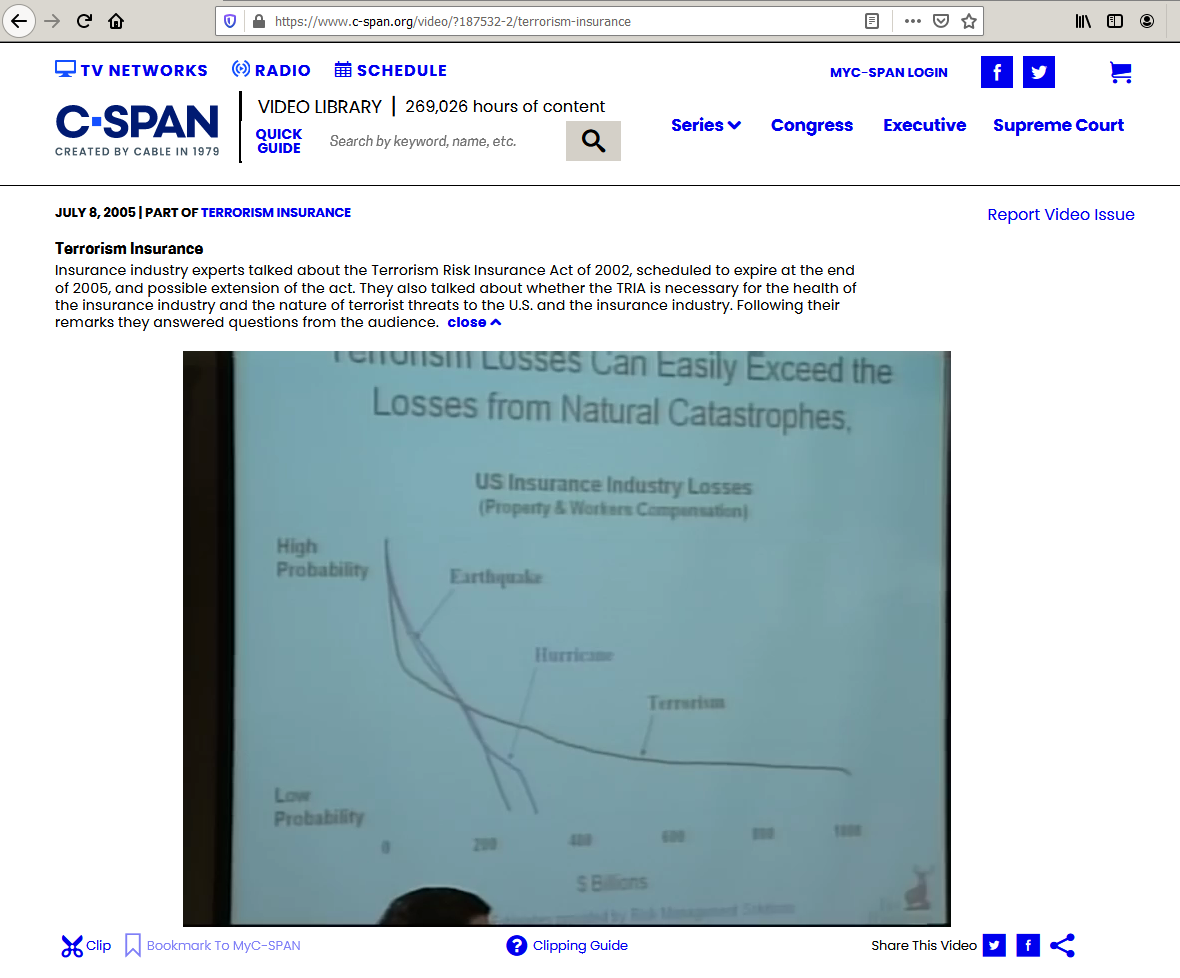 https://www.c-span.org/video/?187532-2/terrorism-insurance
TV NETWORKS RADIO SCHEDULE
MYC-SPAN LOGIN
C-SPAN
CREATED BY CABLE IN 1979
VIDEO LIBRARY | 269,026 hours of content
QUICK GUIDE
Search by keyword, name, etc.
Series Congress Executive Supreme Court
JULY 8, 2005 | PART OF TERRORISM INSURANCE
Report Video Issue
Terrorism Insurance
Insurance industry experts talked about the Terrorism Risk Insurance Act of 2002, scheduled to expire at the end
of 2005, and possible extension of the act. They also talked about whether the TRIA is necessary for the health of
the insurance industry and the nature of terrorist threats to the U.S. and the insurance industry. Following their
remarks they answered questions from the audience. close
Terrorism Losses Can Easily Exceed the
Losses from Natural Catastrophes,
US Insurance Industry Losses
(Property & Workers Compensation)
High
Probability
Earthquake
Hurricane
Terrorism
Low
Probability
0 200 400 600 800 1000
$ Billions
Estimates provided by Risk Management Solutions
Clip Bookmark To MyC-SPAN
? Clipping Guide
Share This Video